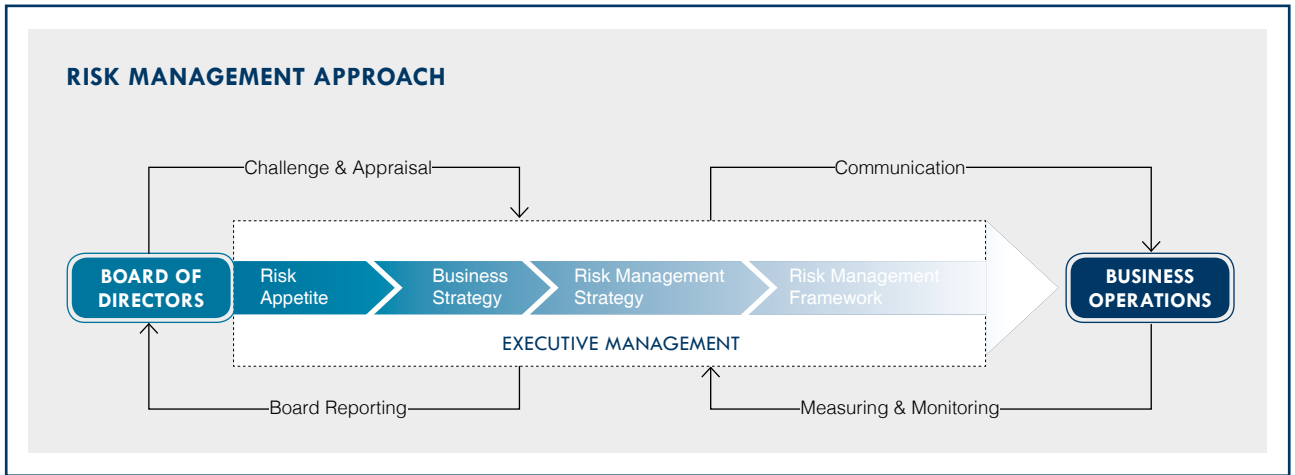 RISK MANAGEMENT APPROACH
Challenge & Appraisal
Communication
BOARD OF
DIRECTORS
Risk
Appetite
Business
Strategy
Risk Management
Strategy
Risk Management
Framework
BUSINESS
OPERATIONS
EXECUTIVE MANAGEMENT
Board Reporting
Measuring & Monitoring